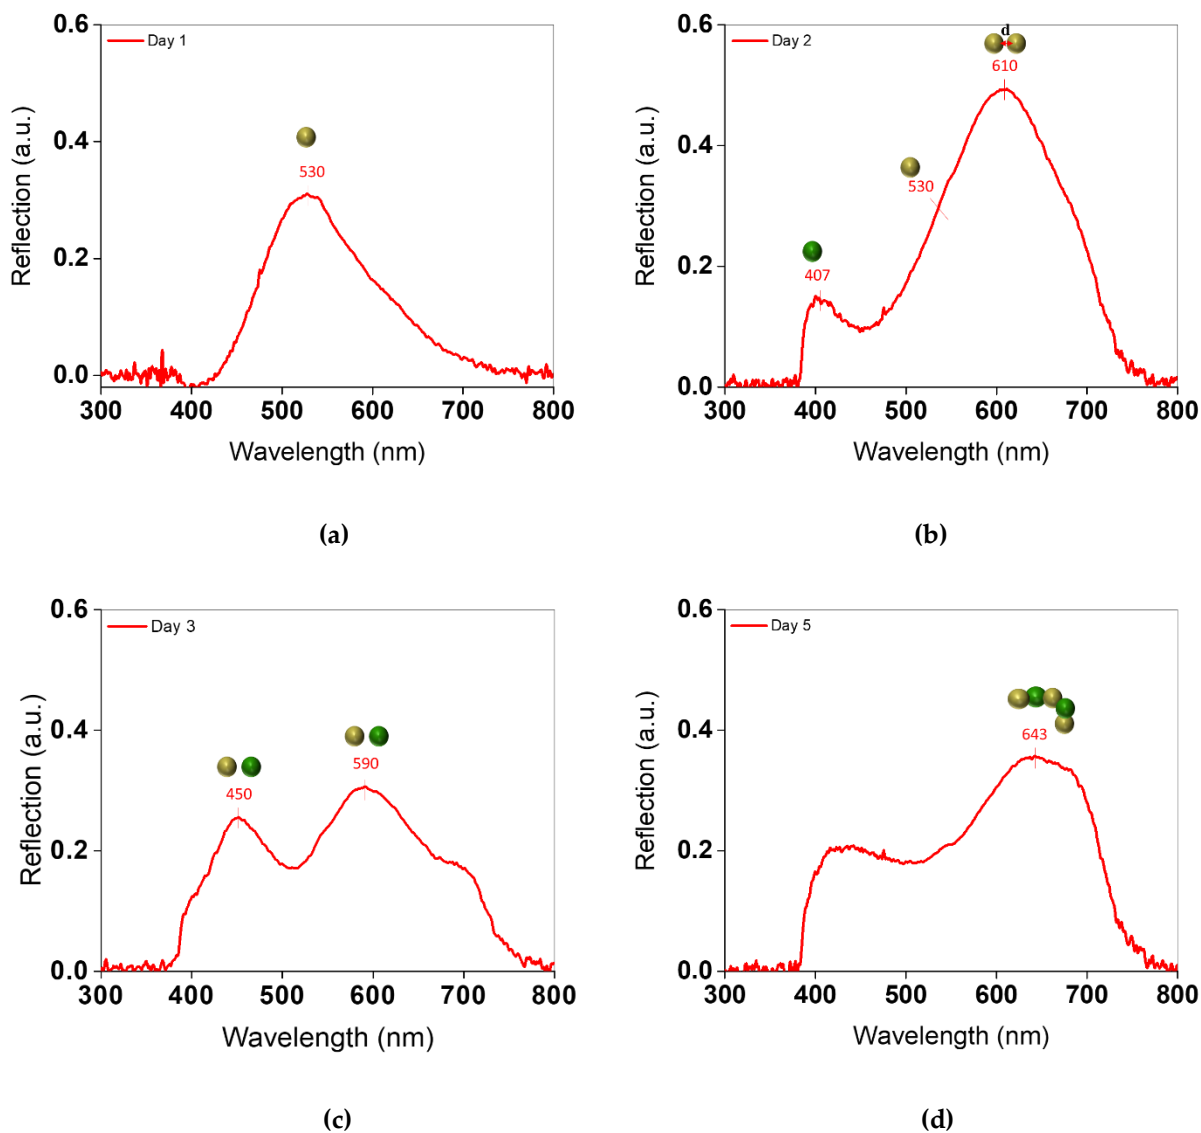 0.6
Day 1
0.4
530
0.2
0.0
300 400 500 600 700 800
Reflection (a.u.)
Wavelength (nm)
(a)
0.6
Day 2
d
610
0.4
530
0.2
407
0.0
300 400 500 600 700 800
Reflection (a.u.)
Wavelength (nm)
(b)
0.6
Day 3
0.4
590
450
0.2
0.0
300 400 500 600 700 800
Reflection (a.u.)
Wavelength (nm)
(c)
0.6
Day 5
643
0.4
0.2
0.0
300 400 500 600 700 800
Reflection (a.u.)
Wavelength (nm)
(d)